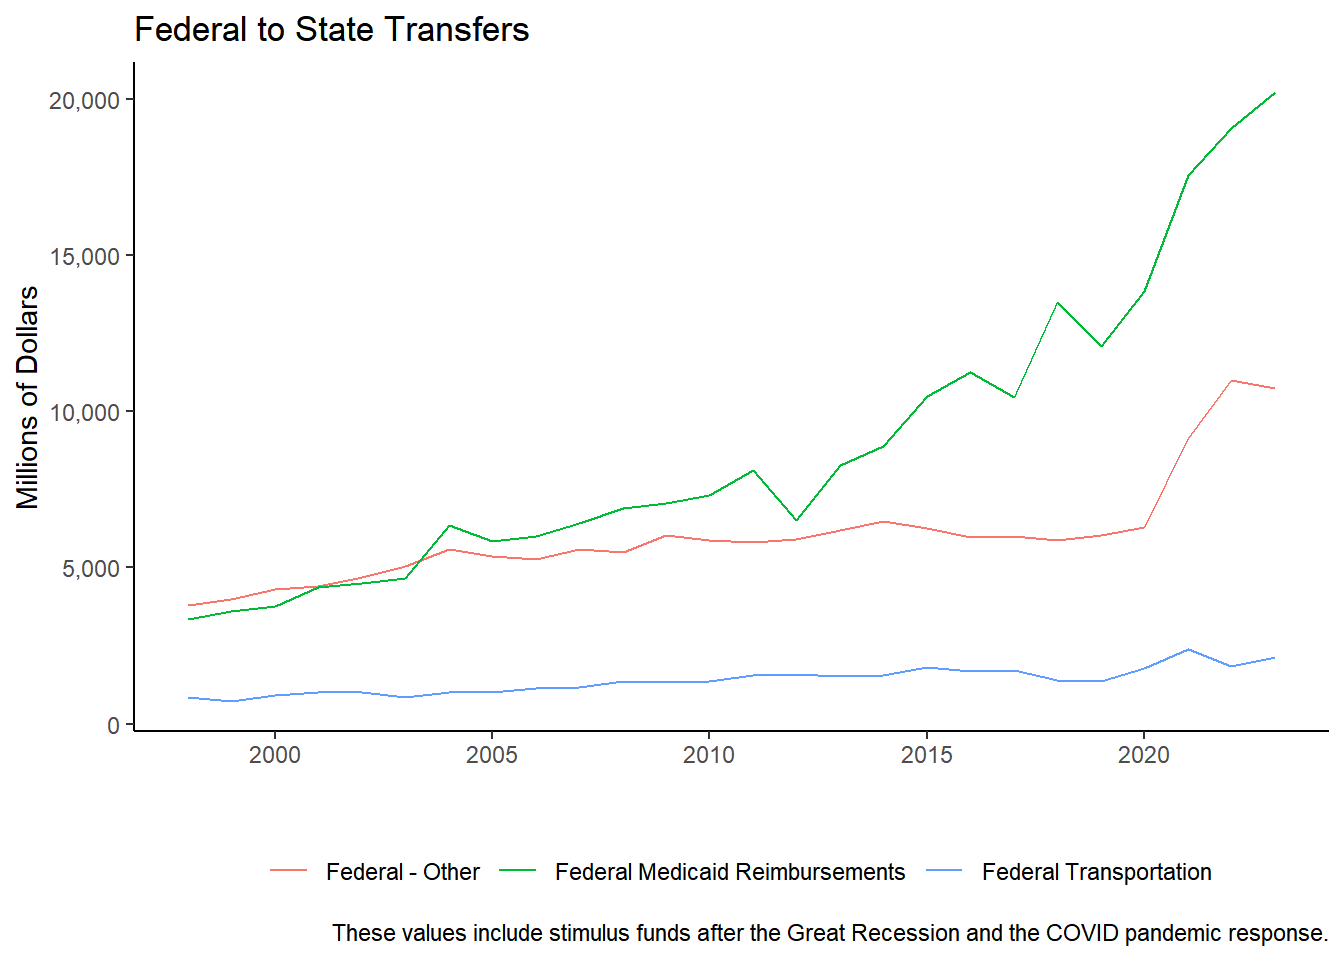 Federal to State Transfers
Millions of Dollars
20,000
15,000
10,000
5,000
0
2000 2005 2010 2015 2020
Federal - Other Federal Medicaid Reimbursements Federal Transportation
These values include stimulus funds after the Great Recession and the COVID pandemic response.